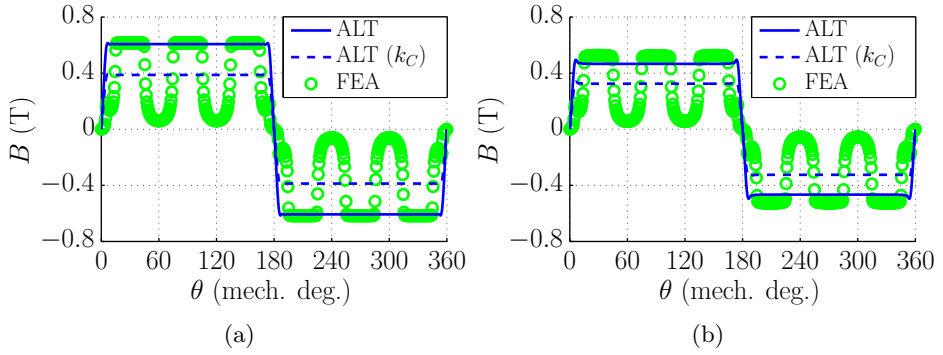 0.8
0.4
0
−0.4
−0.8
B (T)
0 60 120 180 240 300 360
θ (mech. deg.)
ALT
ALT (k_C)
FEA
(a)
0.8
0.4
0
−0.4
−0.8
B (T)
0 60 120 180 240 300 360
θ (mech. deg.)
ALT
ALT (k_C)
FEA
(b)